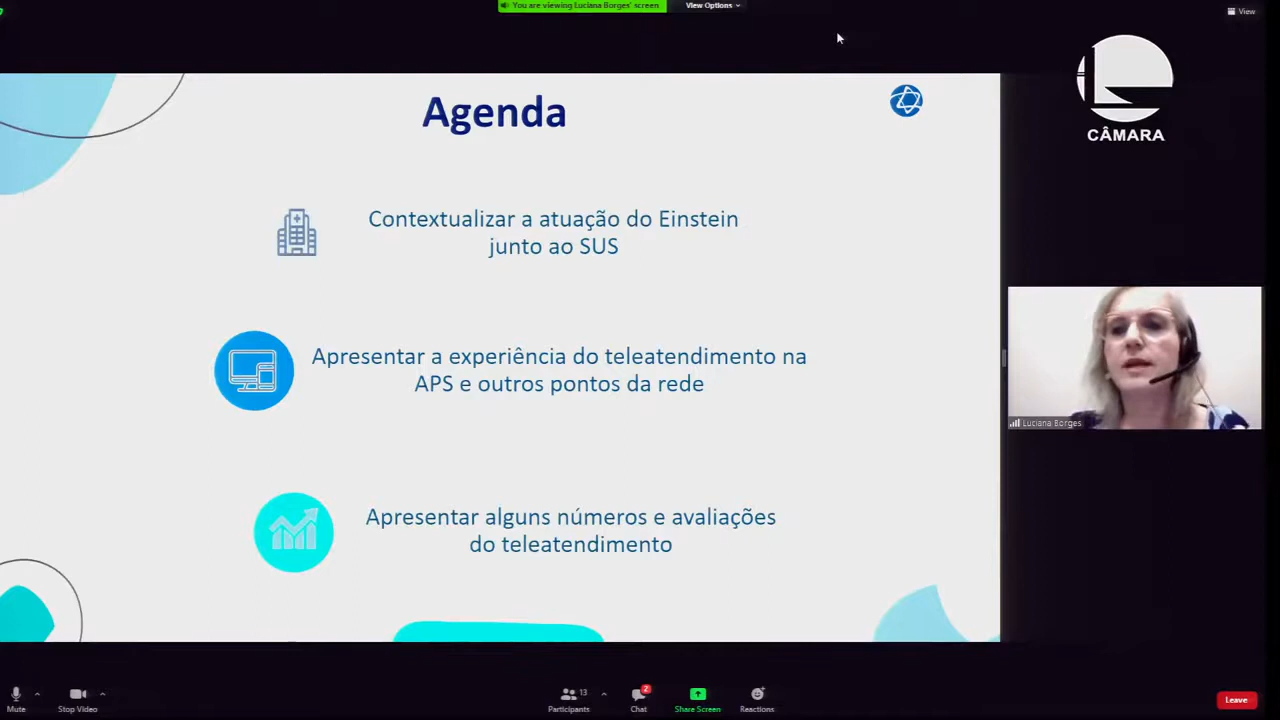 You are viewing Luciana Borges' screen
View Options
View
CÂMARA
Agenda
Contextualizar a atuação do Einstein
junto ao SUS
Apresentar a experiência do teleatendimento na
APS e outros pontos da rede
Luciana Borges
Apresentar alguns números e avaliações
do teleatendimento
Mute
Stop Video
13
Participants
2
Chat
Share Screen
Reactions
Leave